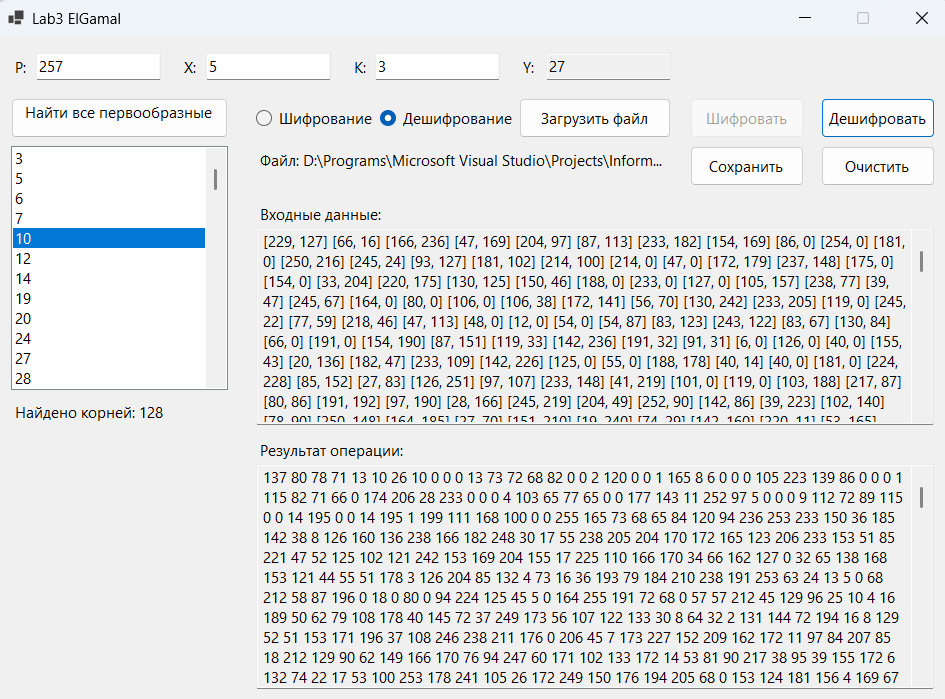 Lab3 ElGamal
P: 257 X: 5 K: 3 Y: 27
Найти все первообразные
Шифрование Дешифрование Загрузить файл Шифровать Дешифровать
Файл: D:\Programs\Microsoft Visual Studio\Projects\Inform... Сохранить Очистить
3
5
6
7
10
12
14
19
20
24
27
28
Найдено корней: 128
Входные данные:
[229, 127] [66, 16] [166, 236] [47, 169] [204, 97] [87, 113] [233, 182] [154, 169] [86, 0] [254, 0] [181,
0] [250, 216] [245, 24] [93, 127] [181, 102] [214, 100] [214, 0] [47, 0] [172, 179] [237, 148] [175, 0]
[154, 0] [33, 204] [220, 175] [130, 125] [150, 46] [188, 0] [233, 0] [127, 0] [105, 157] [238, 77] [39,
47] [245, 67] [164, 0] [80, 0] [106, 0] [106, 38] [172, 141] [56, 70] [130, 242] [233, 205] [119, 0] [245,
22] [77, 59] [218, 46] [47, 113] [48, 0] [12, 0] [54, 0] [54, 87] [83, 123] [243, 122] [83, 67] [130, 84]
[66, 0] [191, 0] [154, 190] [87, 151] [119, 33] [142, 236] [191, 32] [91, 31] [6, 0] [126, 0] [40, 0] [155,
43] [20, 136] [182, 47] [233, 109] [142, 226] [125, 0] [55, 0] [188, 178] [40, 14] [40, 0] [181, 0] [224,
228] [85, 152] [27, 83] [126, 251] [97, 107] [233, 148] [41, 219] [101, 0] [119, 0] [103, 188] [217, 87]
[80, 86] [191, 192] [97, 190] [28, 166] [245, 219] [204, 49] [252, 90] [142, 86] [39, 223] [102, 140]
[78, 90] [250, 148] [164, 185] [27, 70] [151, 210] [19, 240] [74, 29] [142, 160] [220, 11] [53, 165]
Результат операции:
137 80 78 71 13 10 26 10 0 0 0 13 73 72 68 82 0 0 2 120 0 0 1 165 8 6 0 0 0 105 223 139 86 0 0 0 1
115 82 71 66 0 174 206 28 233 0 0 0 4 103 65 77 65 0 0 177 143 11 252 97 5 0 0 0 9 112 72 89 115
0 0 14 195 0 0 14 195 1 199 111 168 100 0 0 255 165 73 68 65 84 120 94 236 253 233 150 36 185
142 38 8 126 160 136 238 166 182 248 30 17 55 238 205 204 170 172 165 123 206 233 153 51 85
221 47 52 125 102 121 242 153 169 204 155 17 225 110 166 170 34 66 162 127 0 32 65 138 168
153 121 44 55 51 178 3 126 204 85 132 4 73 16 36 193 79 184 210 238 191 253 63 24 13 5 0 68
212 58 87 196 0 18 0 80 0 94 224 125 45 5 0 164 255 191 72 68 0 57 57 212 45 129 96 25 10 4 16
189 50 62 79 108 178 40 145 72 37 249 173 56 107 122 133 30 8 64 32 2 131 144 72 194 16 8 129
52 51 153 171 196 37 108 246 238 211 176 0 206 45 7 173 227 152 209 162 172 11 97 84 207 85
18 212 129 90 62 149 166 170 76 94 247 60 171 102 133 172 14 53 81 90 217 38 95 39 155 172 6
132 74 22 17 53 100 253 178 241 105 26 172 249 150 176 194 205 68 0 153 124 181 156 4 169 67